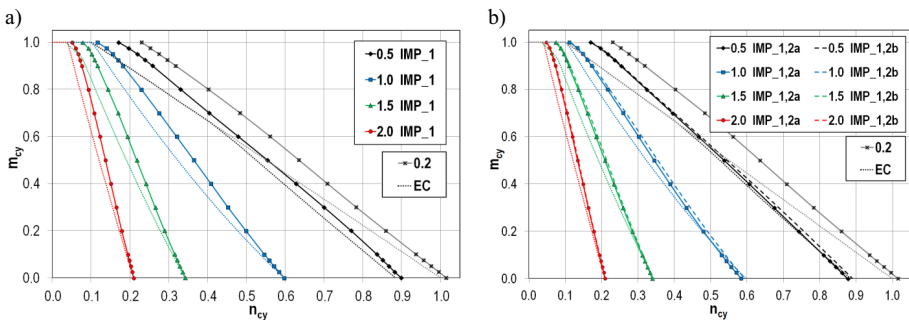 a)
1.0
0.8
0.6
0.4
0.2
0.0
m_cy
0.0 0.1 0.2 0.3 0.4 0.5 0.6 0.7 0.8 0.9 1.0
n_cy
0.5 IMP_1
1.0 IMP_1
1.5 IMP_1
2.0 IMP_1
0.2
EC
b)
1.0
0.8
0.6
0.4
0.2
0.0
m_cy
0.0 0.1 0.2 0.3 0.4 0.5 0.6 0.7 0.8 0.9 1.0
n_cy
0.5 IMP_1,2a 0.5 IMP_1,2b
1.0 IMP_1,2a 1.0 IMP_1,2b
1.5 IMP_1,2a 1.5 IMP_1,2b
2.0 IMP_1,2a 2.0 IMP_1,2b
0.2
EC